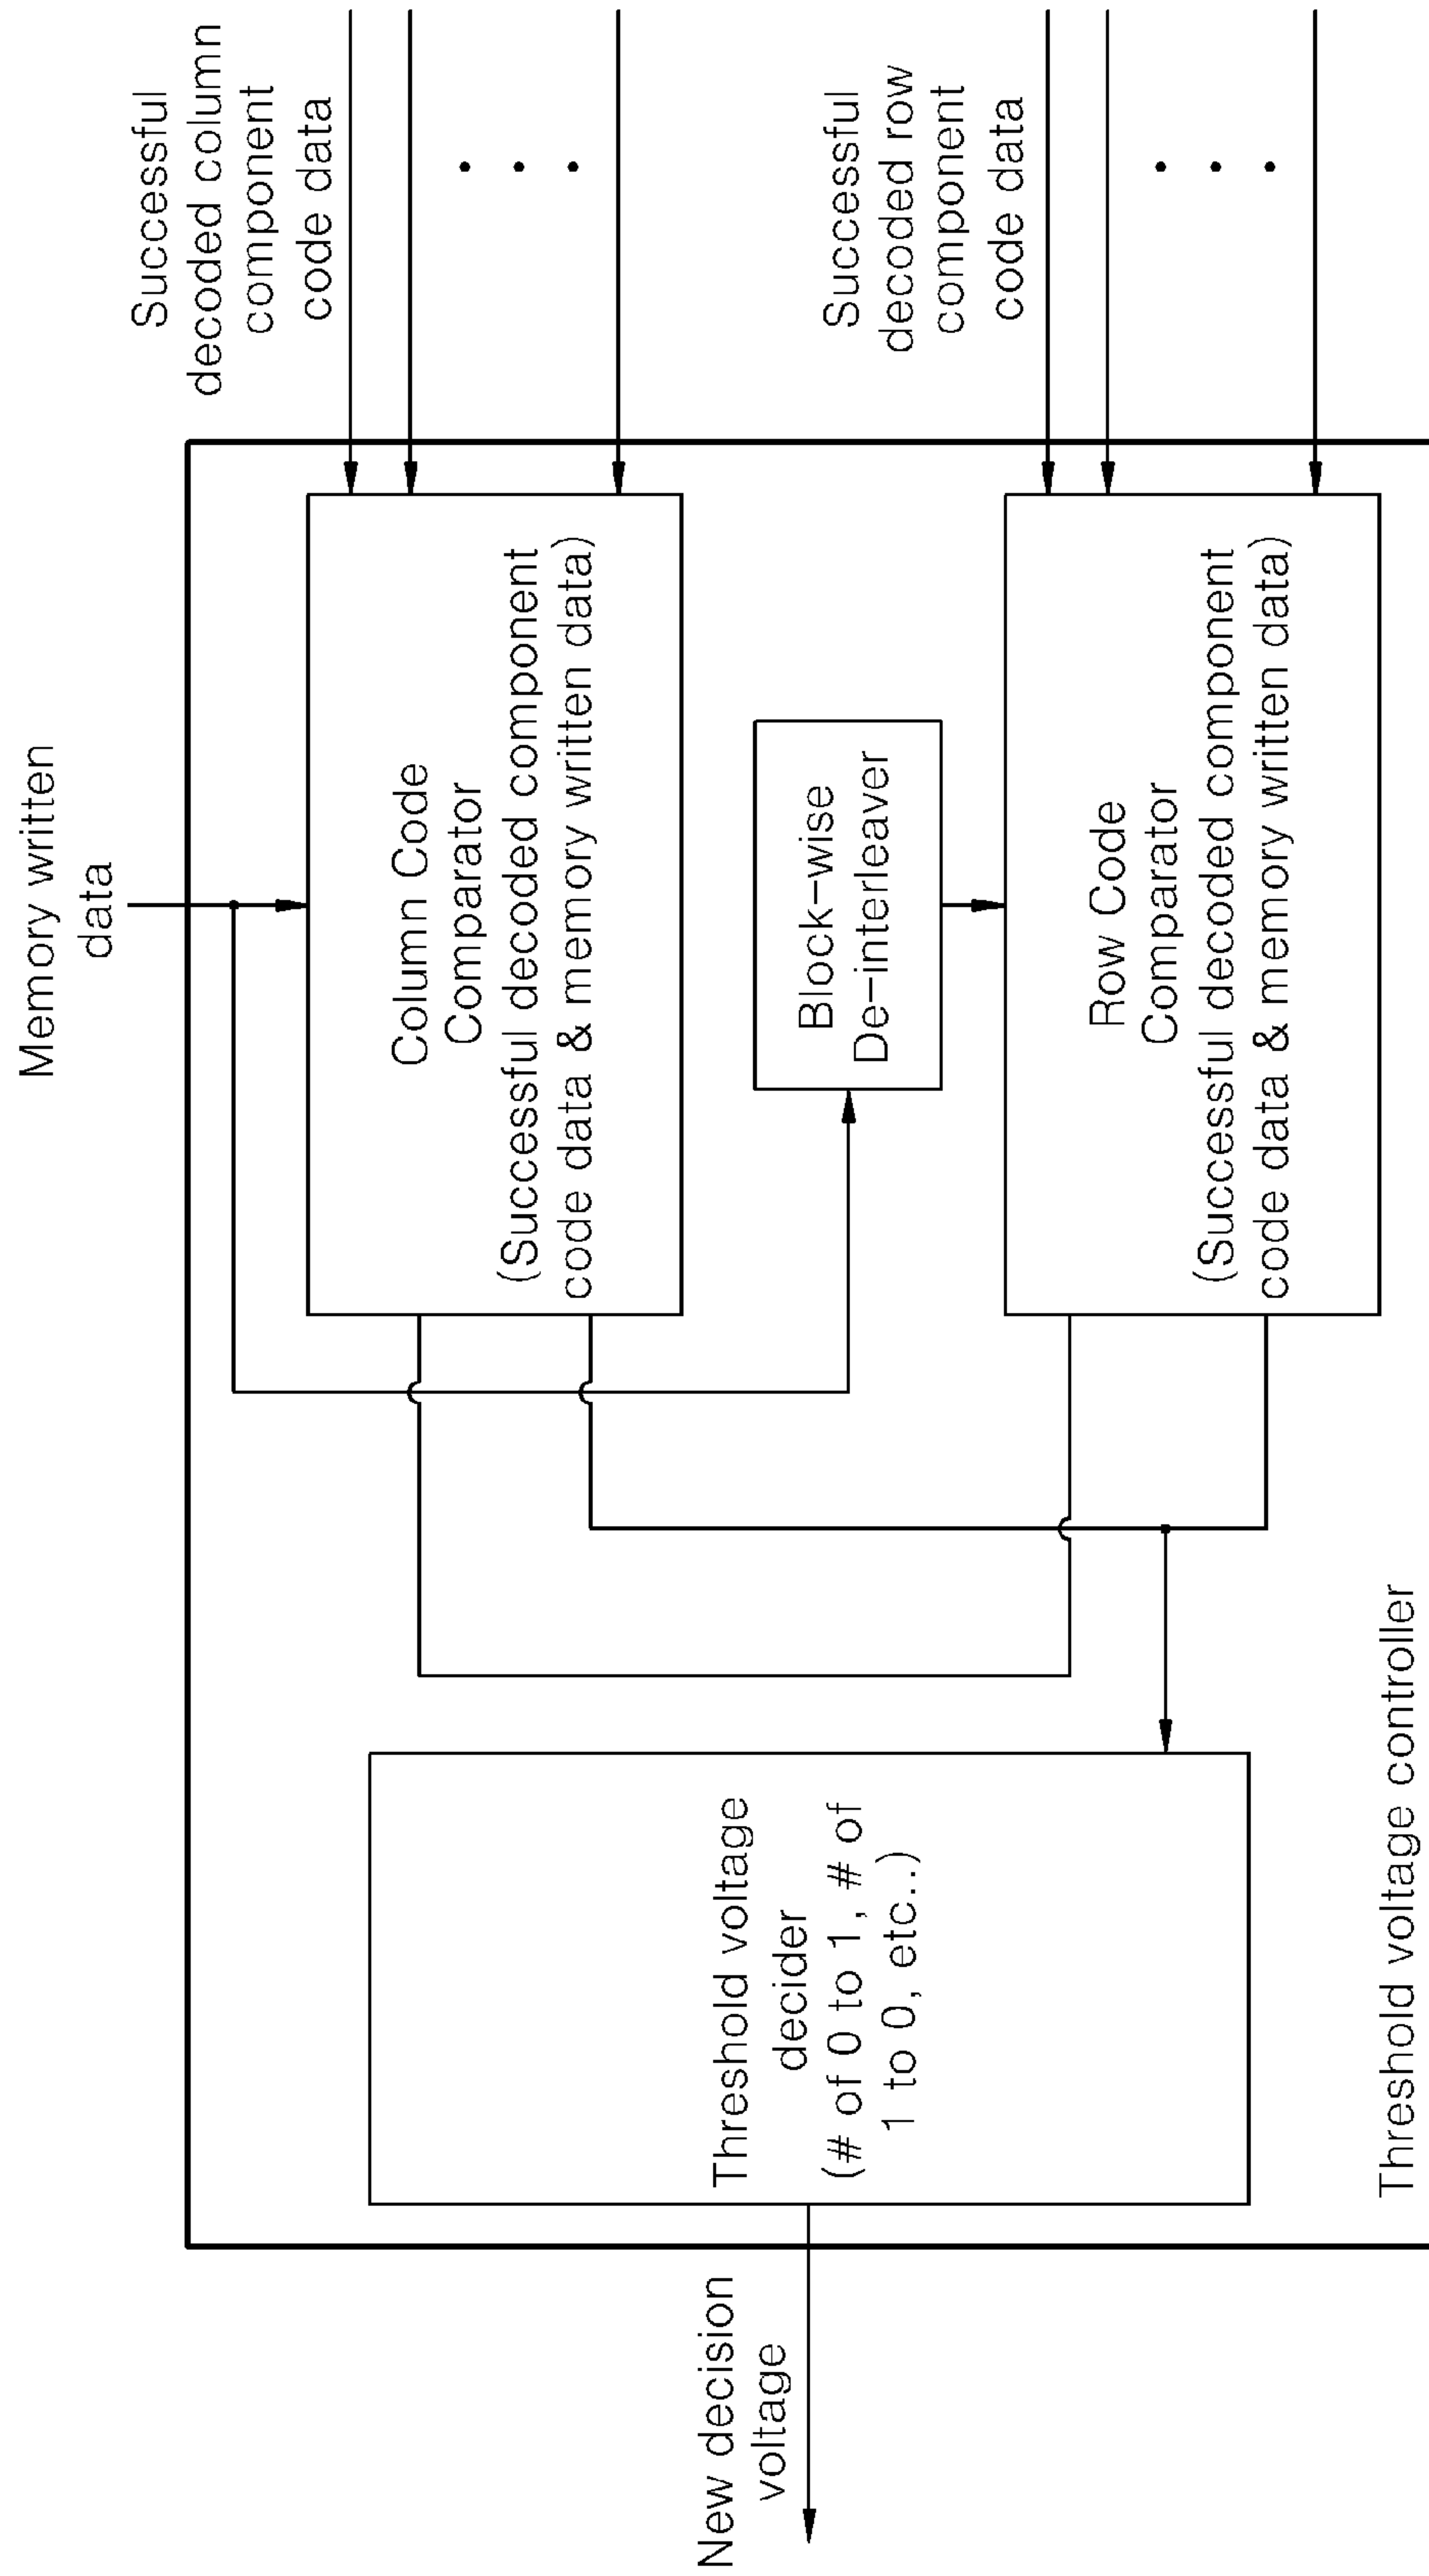 Memory written
data
Successful
decoded column
component
code data
Column Code
Comparator
(Successful decoded component
code data & memory written data)
Block-wise
De-interleaver
Successful
decoded row
component
code data
Row Code
Comparator
(Successful decoded component
code data & memory written data)
New decision
voltage
Threshold voltage
decider
(# of 0 to 1, # of
1 to 0, etc..)
Threshold voltage controller